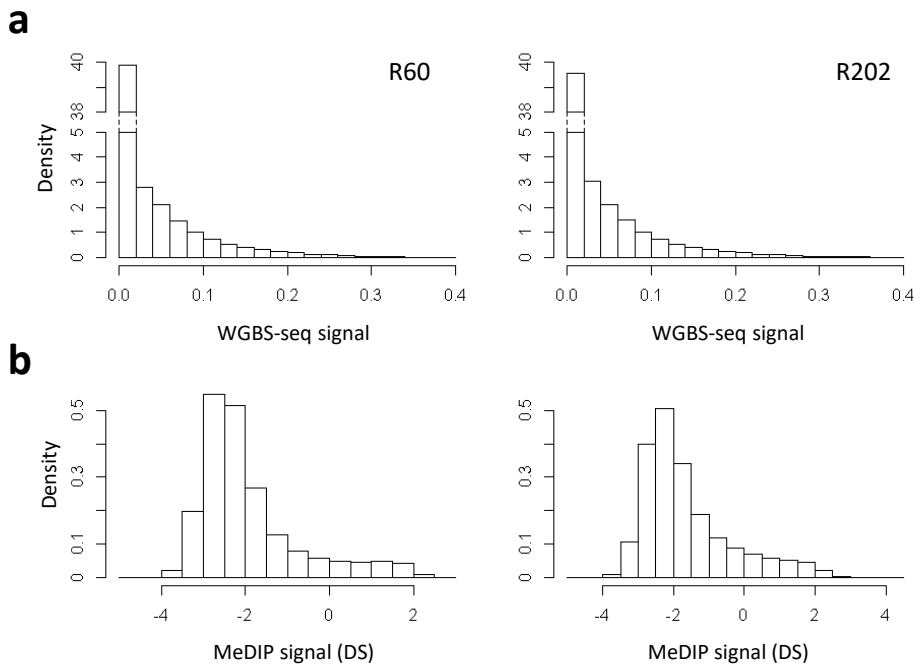 a
R60
R202
Density
40
38
5
4
3
2
1
0
0.0 0.1 0.2 0.3 0.4
WGBS-seq signal
40
38
5
4
3
2
1
0
0.0 0.1 0.2 0.3 0.4
WGBS-seq signal
b
Density
0.5
0.3
0.1
0
-4 -2 0 2
MeDIP signal (DS)
0.5
0.3
0.1
0
-4 -2 0 2 4
MeDIP signal (DS)